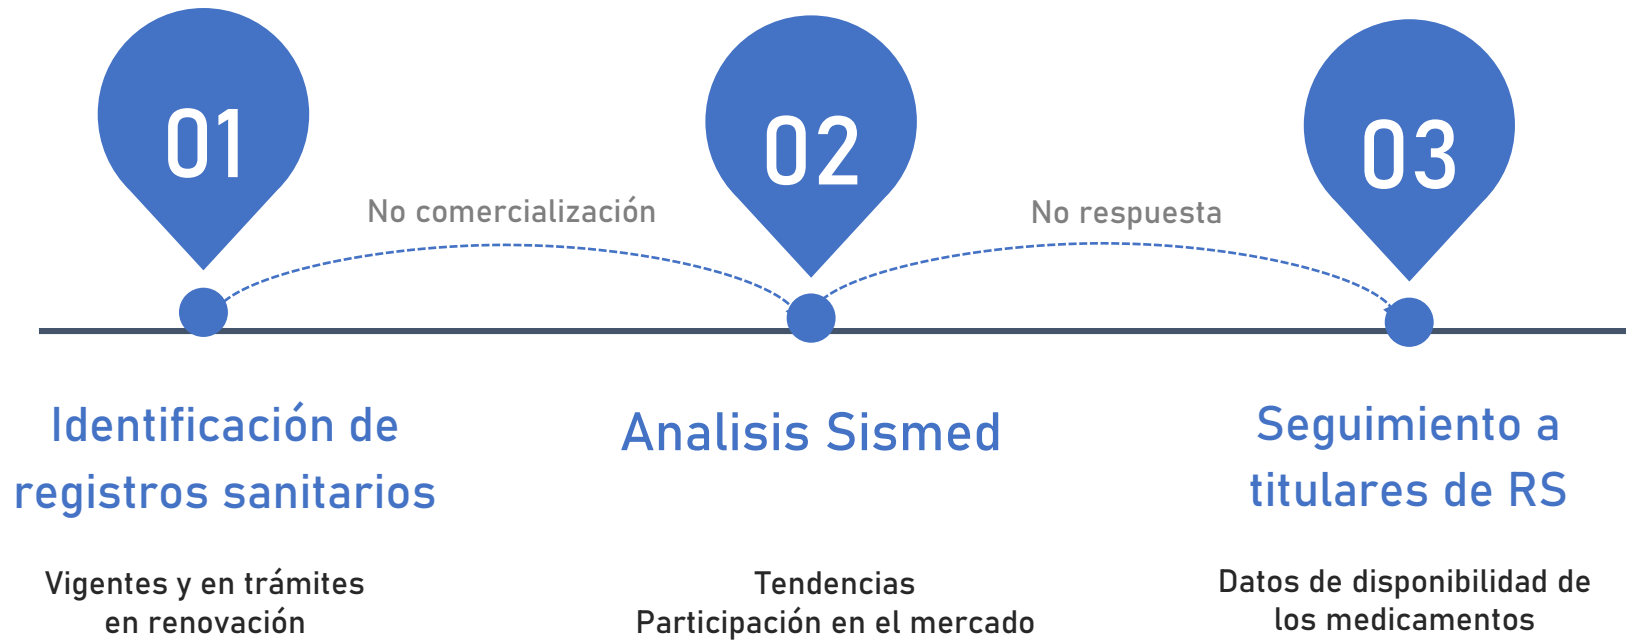 01
02
03
No comercialización
No respuesta
Identificación de
registros sanitarios
Vigentes y en trámites
en renovación
Analisis Sismed
Tendencias
Participación en el mercado
Seguimiento a
titulares de RS
Datos de disponibilidad de
los medicamentos